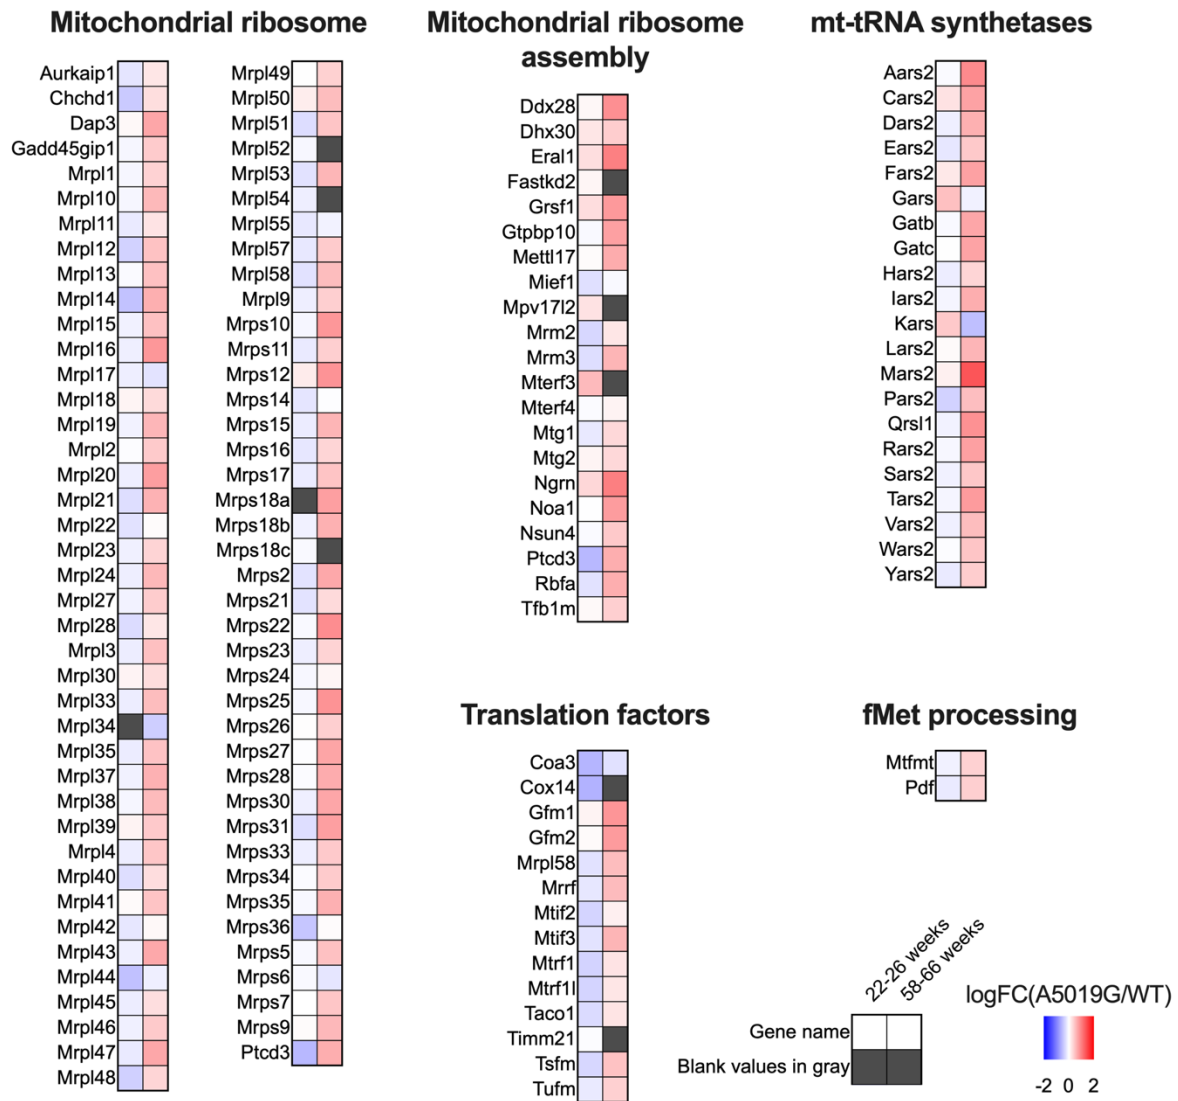 Mitochondrial ribosome
Aurkaip1
Chchd1
Dap3
Gadd45gip1
Mrpl1
Mrpl10
Mrpl11
Mrpl12
Mrpl13
Mrpl14
Mrpl15
Mrpl16
Mrpl17
Mrpl18
Mrpl19
Mrpl2
Mrpl20
Mrpl21
Mrpl22
Mrpl23
Mrpl24
Mrpl27
Mrpl28
Mrpl3
Mrpl30
Mrpl33
Mrpl34
Mrpl35
Mrpl37
Mrpl38
Mrpl39
Mrpl4
Mrpl40
Mrpl41
Mrpl42
Mrpl43
Mrpl44
Mrpl45
Mrpl46
Mrpl47
Mrpl48
Mrpl49
Mrpl50
Mrpl51
Mrpl52
Mrpl53
Mrpl54
Mrpl55
Mrpl57
Mrpl58
Mrpl9
Mrps10
Mrps11
Mrps12
Mrps14
Mrps15
Mrps16
Mrps17
Mrps18a
Mrps18b
Mrps18c
Mrps2
Mrps21
Mrps22
Mrps23
Mrps24
Mrps25
Mrps26
Mrps27
Mrps28
Mrps30
Mrps31
Mrps33
Mrps34
Mrps35
Mrps36
Mrps5
Mrps6
Mrps7
Mrps9
Ptcd3
Mitochondrial ribosome
assembly
Ddx28
Dhx30
Eral1
Fastkd2
Grsf1
Gtpbp10
Mettl17
Mief1
Mpv17l2
Mrm2
Mrm3
Mterf3
Mterf4
Mtg1
Mtg2
Ngrn
Noa1
Nsun4
Ptcd3
Rbfa
Tfb1m
mt-tRNA synthetases
Aars2
Cars2
Dars2
Ears2
Fars2
Gars
Gatb
Gatc
Hars2
Iars2
Kars
Lars2
Mars2
Pars2
Qrsl1
Rars2
Sars2
Tars2
Vars2
Wars2
Yars2
Translation factors
Coa3
Cox14
Gfm1
Gfm2
Mrpl58
Mrrf
Mtif2
Mtif3
Mtrf1
Mtrf1l
Taco1
Timm21
Tsfm
Tufm
fMet processing
Mtfmt
Pdf
22-26 weeks
58-66 weeks
Gene name
Blank values in gray
logFC(A5019G/WT)
-2 0 2